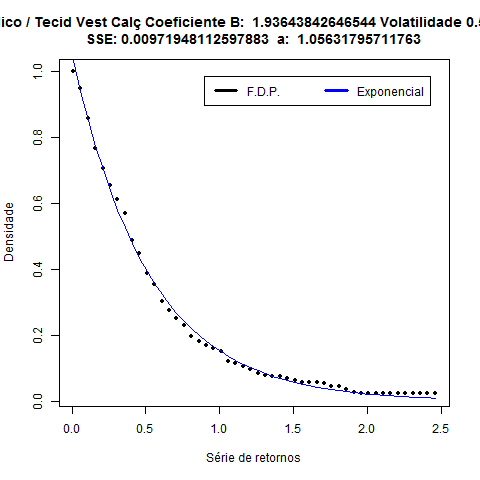 / Tecid Vest Calç Coeficiente B: 1.93643842646544 Volatilidade
SSE: 0.00971948112597883 a: 1.05631795711763
F.D.P.
Exponencial
Densidade
1.0
0.8
0.6
0.4
0.2
0.0
0.0 0.5 1.0 1.5 2.0 2.5
Série de retornos